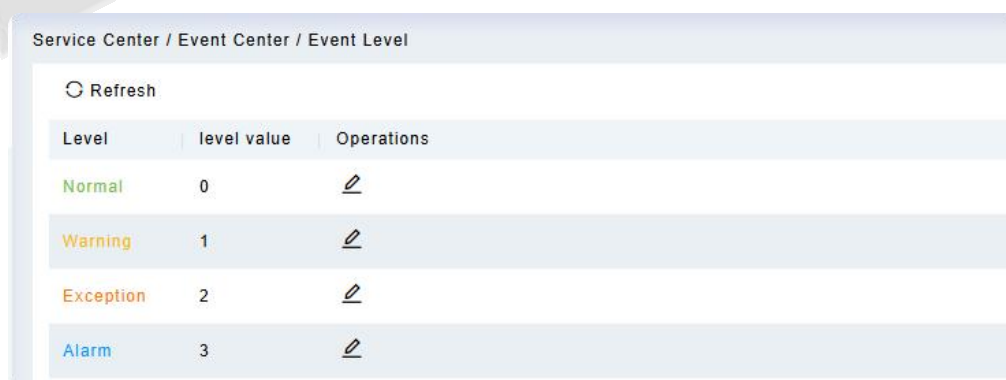 Service Center / Event Center / Event Level
Refresh
Level level value Operations
Normal 0
Warning 1
Exception 2
Alarm 3